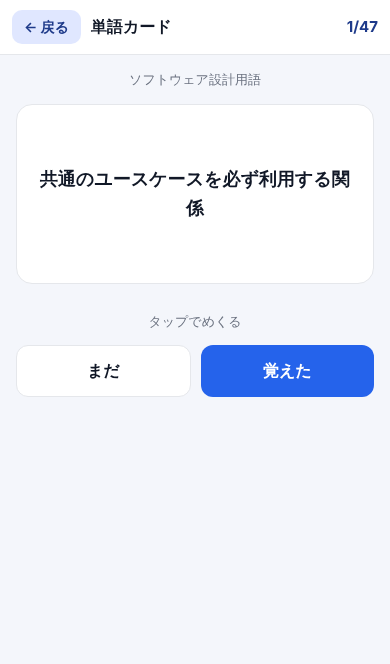 ← 戻る 単語カード 1/47
ソフトウェア設計用語
共通のユースケースを必ず利用する関
係
タップでめくる
まだ 覚えた